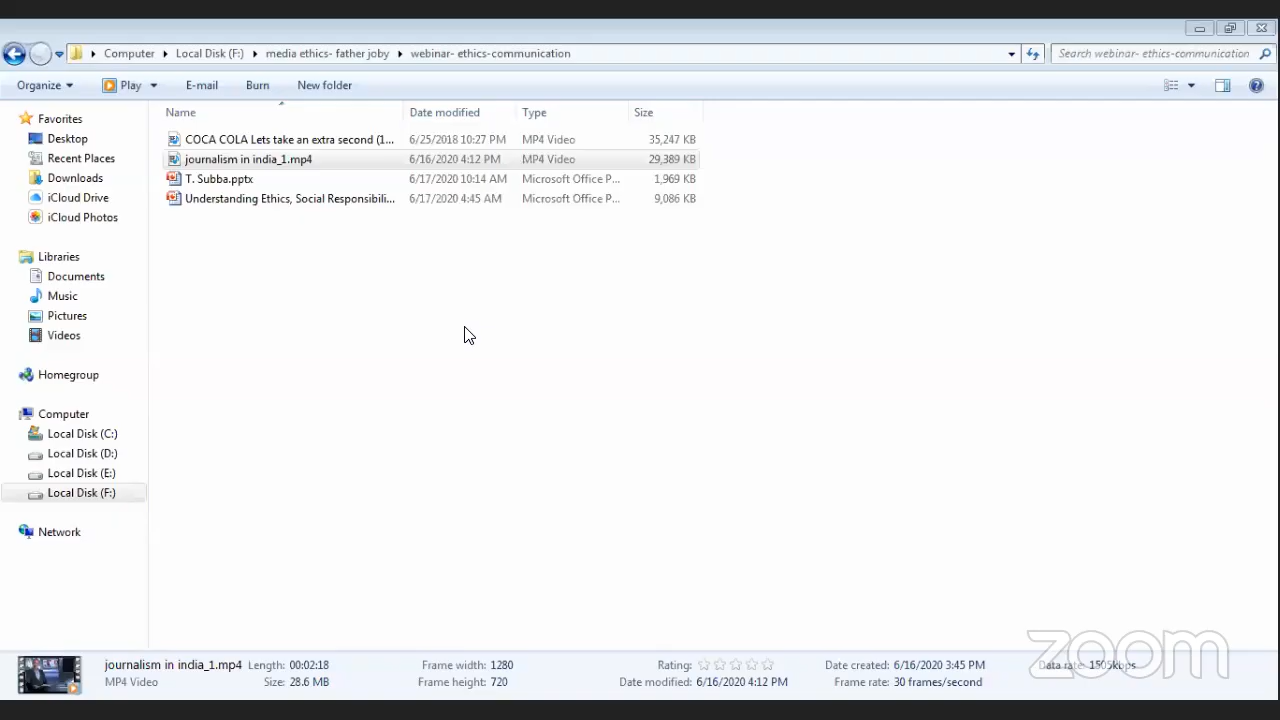 Computer Local Disk (F:) media ethics- father joby webinar- ethics-communication Search webinar- ethics-communication
Organize Play E-mail Burn New folder
Name Date modified Type Size
COCA COLA Lets take an extra second (1... 6/25/2018 10:27 PM MP4 Video 35,247 KB
journalism in india_1.mp4 6/16/2020 4:12 PM MP4 Video 29,389 KB
T. Subba.pptx 6/17/2020 10:14 AM Microsoft Office P... 1,969 KB
Understanding Ethics, Social Responsibili... 6/17/2020 4:45 AM Microsoft Office P... 9,086 KB
Favorites
Desktop
Recent Places
Downloads
iCloud Drive
iCloud Photos
Libraries
Documents
Music
Pictures
Videos
Homegroup
Computer
Local Disk (C:)
Local Disk (D:)
Local Disk (E:)
Local Disk (F:)
Network
journalism in india_1.mp4 Length: 00:02:18 Frame width: 1280 Rating: Date created: 6/16/2020 3:45 PM Data rate: 1505kbps
MP4 Video Size: 28.6 MB Frame height: 720 Date modified: 6/16/2020 4:12 PM Frame rate: 30 frames/second
zoom